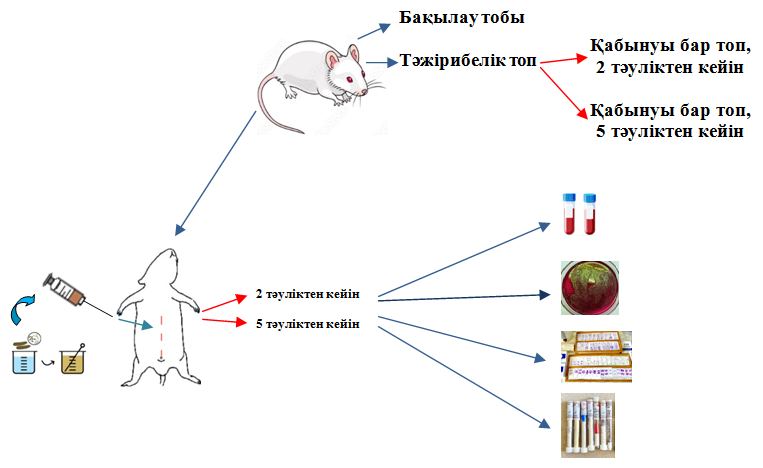 Бақылау тобы
Тәжірибелік топ
Қабынуы бар топ,
2 тәуліктен кейін
Қабынуы бар топ,
5 тәуліктен кейін
2 тәуліктен кейін
5 тәуліктен кейін